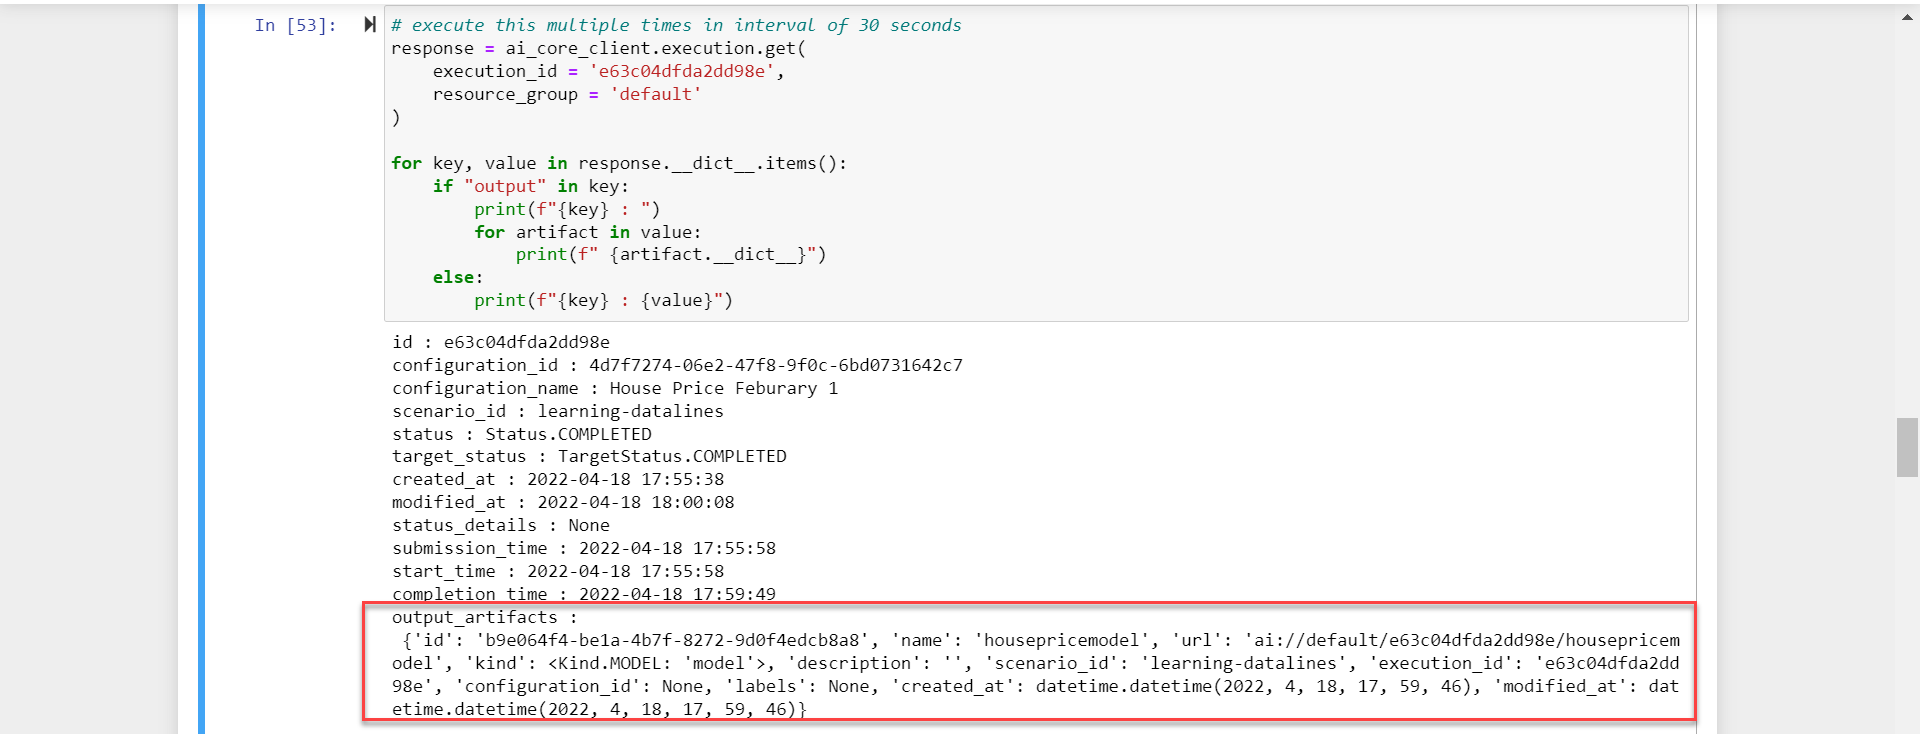 In [53]:
# execute this multiple times in interval of 30 seconds
response = ai_core_client.execution.get(
    execution_id = 'e63c04dfda2dd98e',
    resource_group = 'default'
)

for key, value in response.__dict__.items():
    if "output" in key:
        print(f"{key} : ")
        for artifact in value:
            print(f" {artifact.__dict__}")
    else:
        print(f"{key} : {value}")
id : e63c04dfda2dd98e
configuration_id : 4d7f7274-06e2-47f8-9f0c-6bd0731642c7
configuration_name : House Price Feburary 1
scenario_id : learning-datalines
status : Status.COMPLETED
target_status : TargetStatus.COMPLETED
created_at : 2022-04-18 17:55:38
modified_at : 2022-04-18 18:00:08
status_details : None
submission_time : 2022-04-18 17:55:58
start_time : 2022-04-18 17:55:58
completion_time : 2022-04-18 17:59:49
output_artifacts :
 {'id': 'b9e064f4-be1a-4b7f-8272-9d0f4edcb8a8', 'name': 'housepricemodel', 'url': 'ai://default/e63c04dfda2dd98e/housepricem
odel', 'kind': <Kind.MODEL: 'model'>, 'description': '', 'scenario_id': 'learning-datalines', 'execution_id': 'e63c04dfda2dd
98e', 'configuration_id': None, 'labels': None, 'created_at': datetime.datetime(2022, 4, 18, 17, 59, 46), 'modified_at': dat
etime.datetime(2022, 4, 18, 17, 59, 46)}